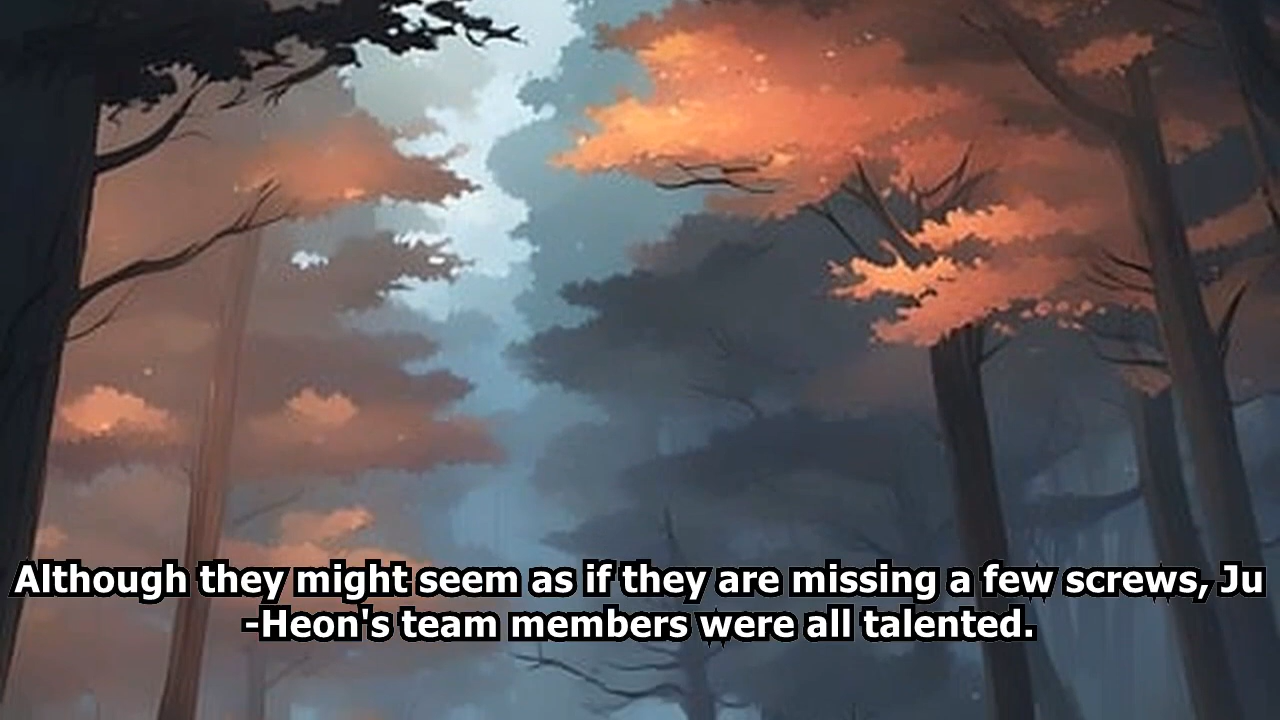 Although they might seem as if they are missing a few screws, Ju
-Heon's team members were all talented.